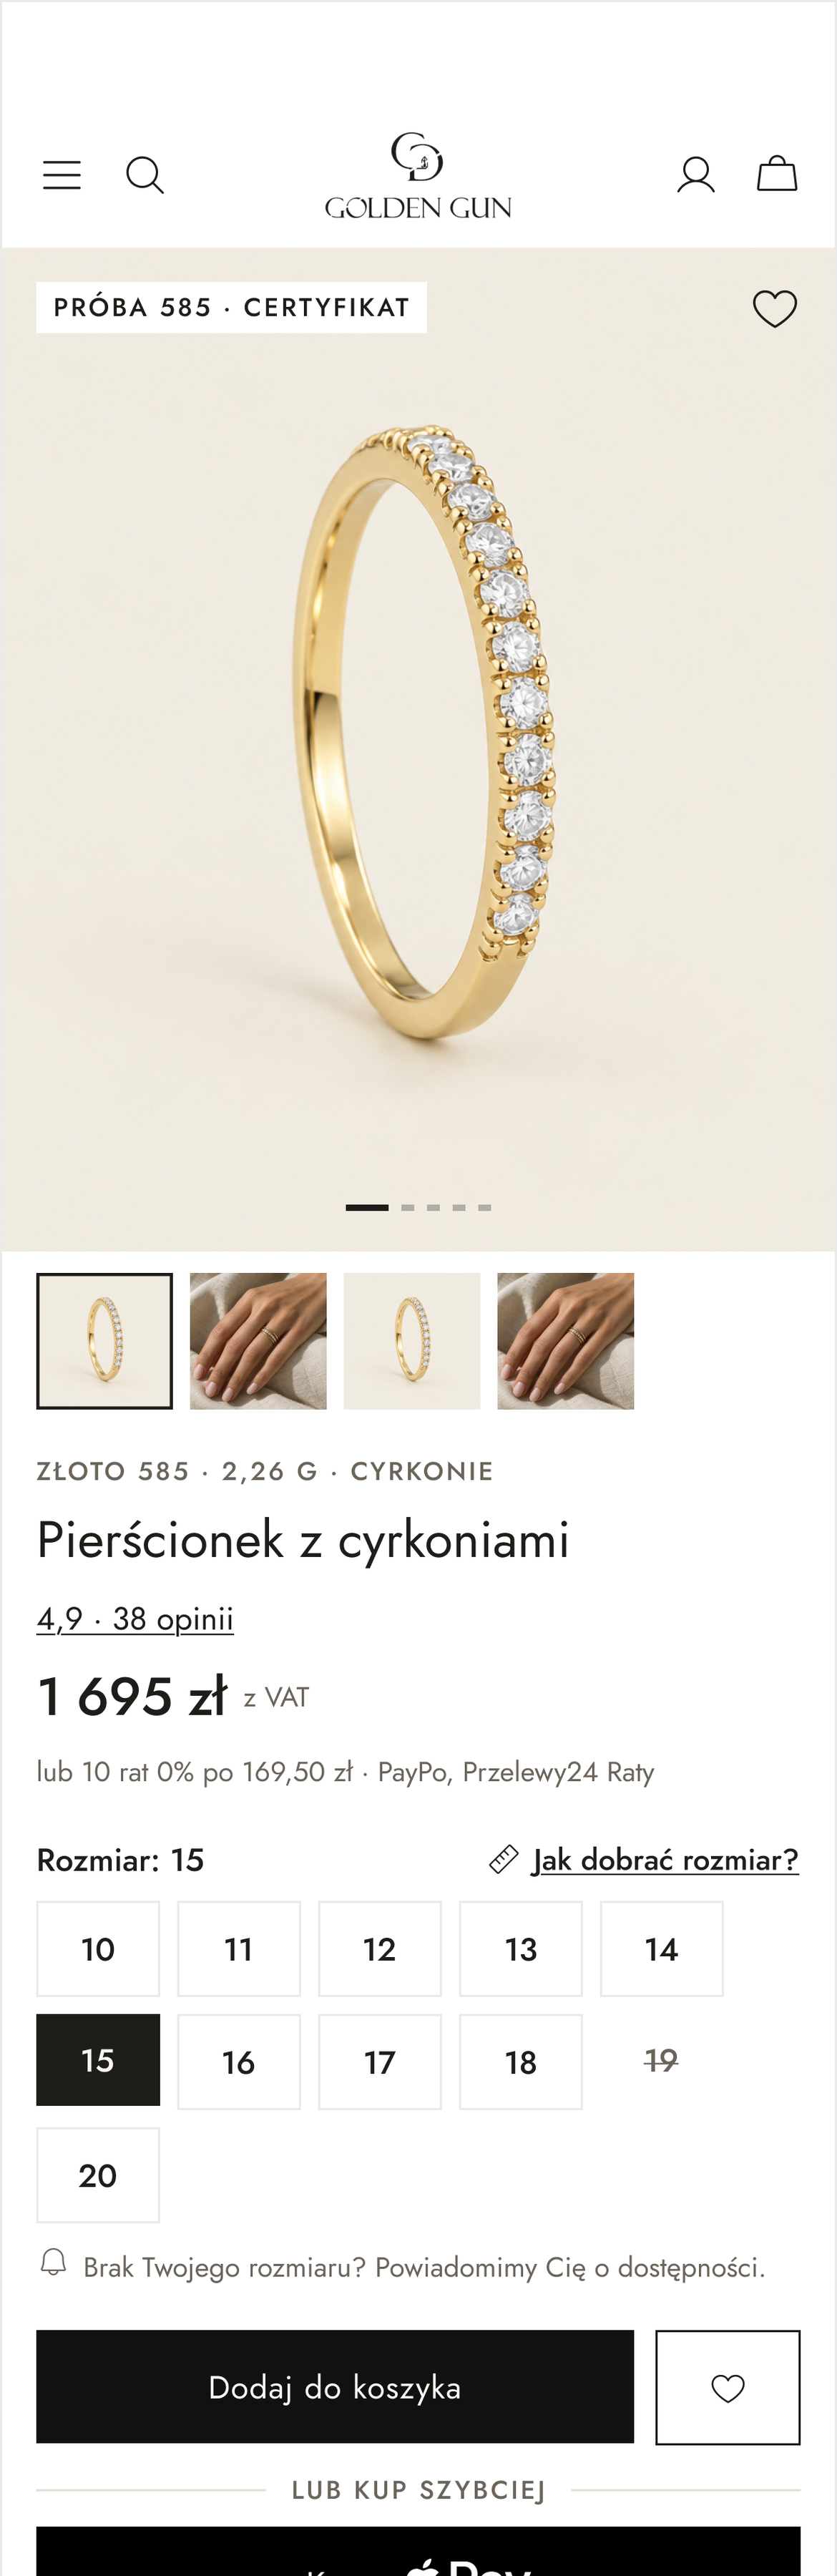 GOLDEN GUN
PRÓBA 585 · CERTYFIKAT
ZŁOTO 585 · 2,26 G · CYRKONIE
Pierścionek z cyrkoniami
4,9 · 38 opinii
1 695 zł z VAT
lub 10 rat 0% po 169,50 zł · PayPo, Przelewy24 Raty
Rozmiar: 15 Jak dobrać rozmiar?
10 11 12 13 14
15 16 17 18 19
20
Brak Twojego rozmiaru? Powiadomimy Cię o dostępności.
Dodaj do koszyka
LUB KUP SZYBCIEJ
Pay